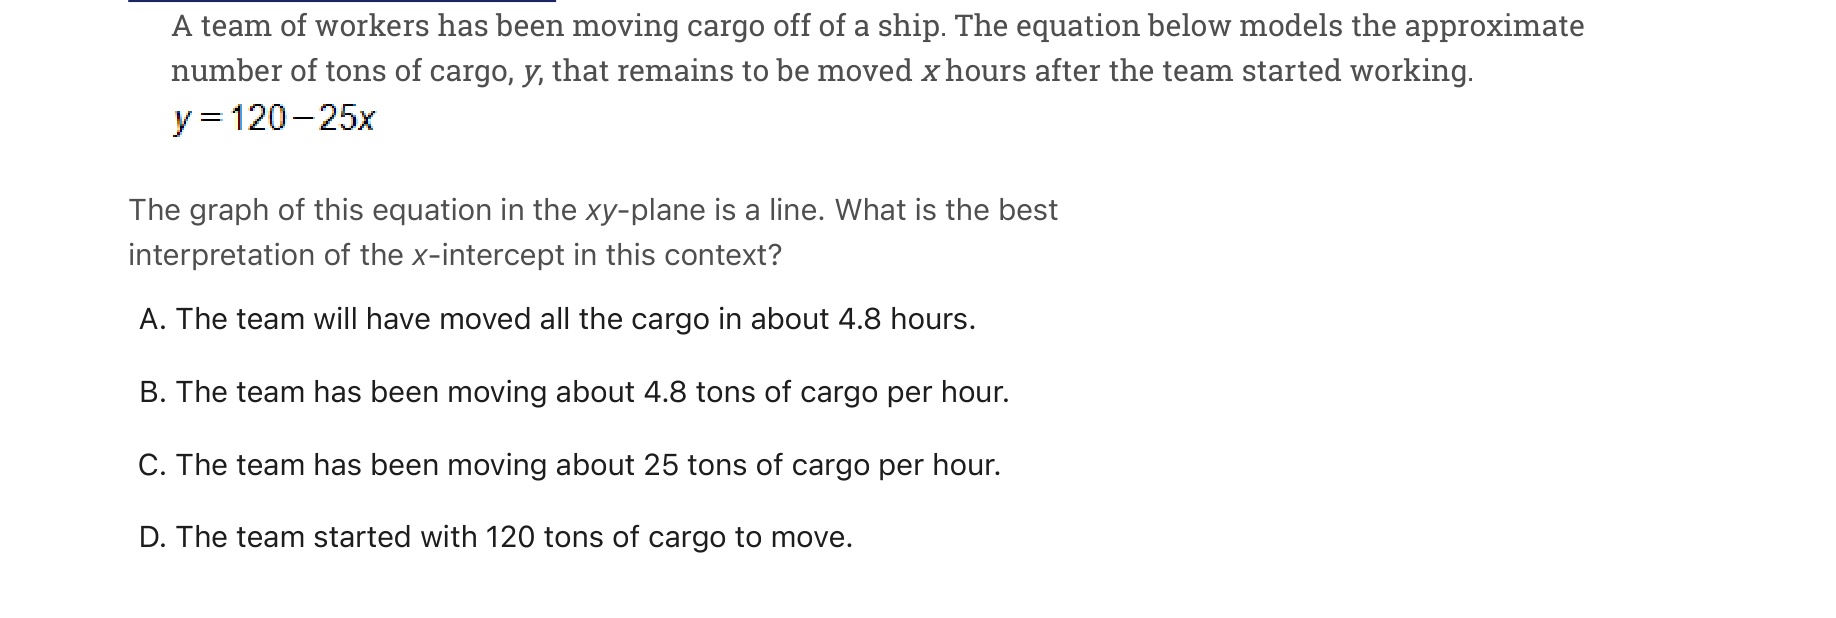 A team of workers has been moving cargo off of a ship. The equation below models the approximate
number of tons of cargo, y, that remains to be moved x hours after the team started working.
y = 120 – 25x
The graph of this equation in the xy-plane is a line. What is the best
interpretation of the x-intercept in this context?
A. The team will have moved all the cargo in about 4.8 hours.
B. The team has been moving about 4.8 tons of cargo per hour.
C. The team has been moving about 25 tons of cargo per hour.
D. The team started with 120 tons of cargo to move.